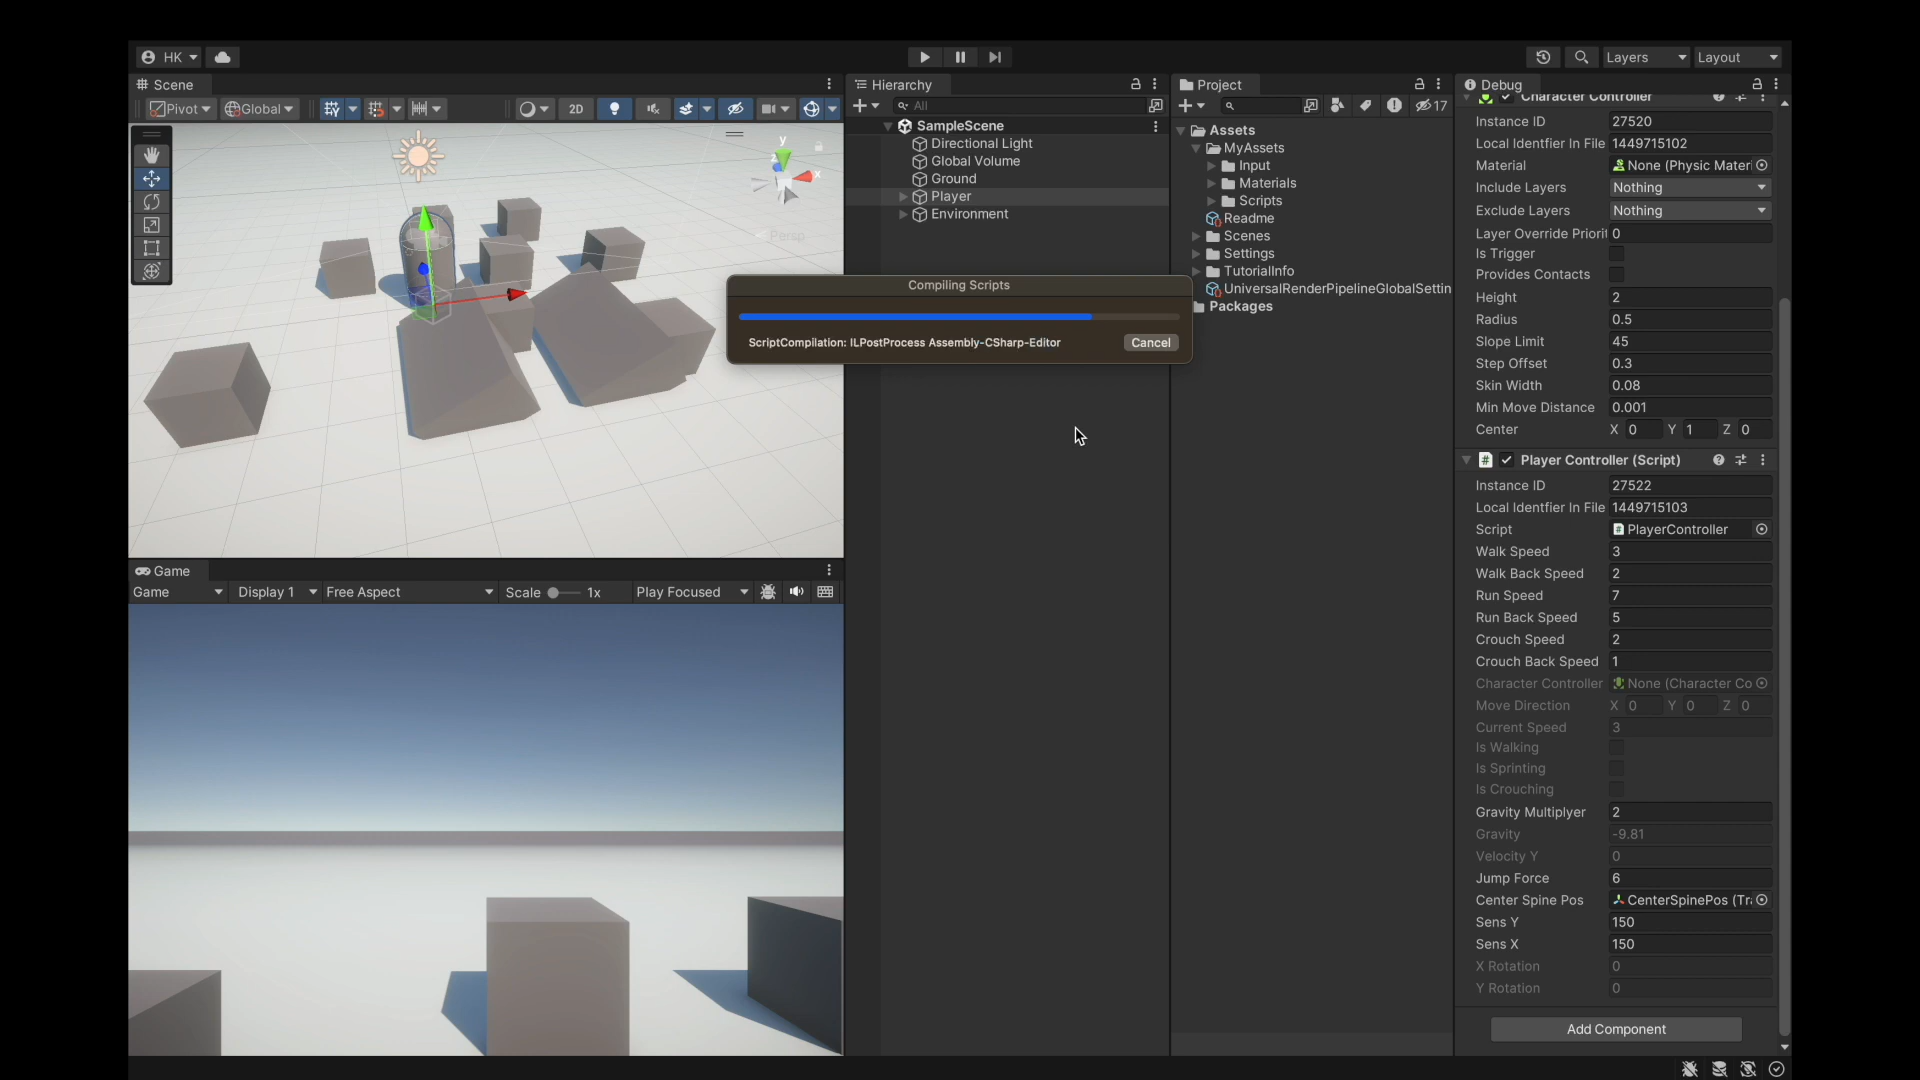 HK
Layers
Layout
Scene
Pivot
Global
2D
y
z
x
Persp
Hierarchy
All
SampleScene
Directional Light
Global Volume
Ground
Player
Environment
Project
17
Assets
MyAssets
Input
Materials
Scripts
Readme
Scenes
Settings
TutorialInfo
UniversalRenderPipelineGlobalSettin
Packages
Compiling Scripts
ScriptCompilation: ILPostProcess Assembly-CSharp-Editor
Cancel
Game
Game
Display 1
Free Aspect
Scale
1x
Play Focused
Debug
Character Controller
Instance ID 27520
Local Identfier In File 1449715102
Material None (Physic Mater
Include Layers Nothing
Exclude Layers Nothing
Layer Override Priorit 0
Is Trigger
Provides Contacts
Height 2
Radius 0.5
Slope Limit 45
Step Offset 0.3
Skin Width 0.08
Min Move Distance 0.001
Center X 0 Y 1 Z 0
# Player Controller (Script)
Instance ID 27522
Local Identfier In File 1449715103
Script # PlayerController
Walk Speed 3
Walk Back Speed 2
Run Speed 7
Run Back Speed 5
Crouch Speed 2
Crouch Back Speed 1
Character Controller None (Character Co
Move Direction X 0 Y 0 Z 0
Current Speed 3
Is Walking
Is Sprinting
Is Crouching
Gravity Multiplyer 2
Gravity -9.81
Velocity Y 0
Jump Force 6
Center Spine Pos CenterSpinePos (Tra
Sens Y 150
Sens X 150
X Rotation 0
Y Rotation 0
Add Component